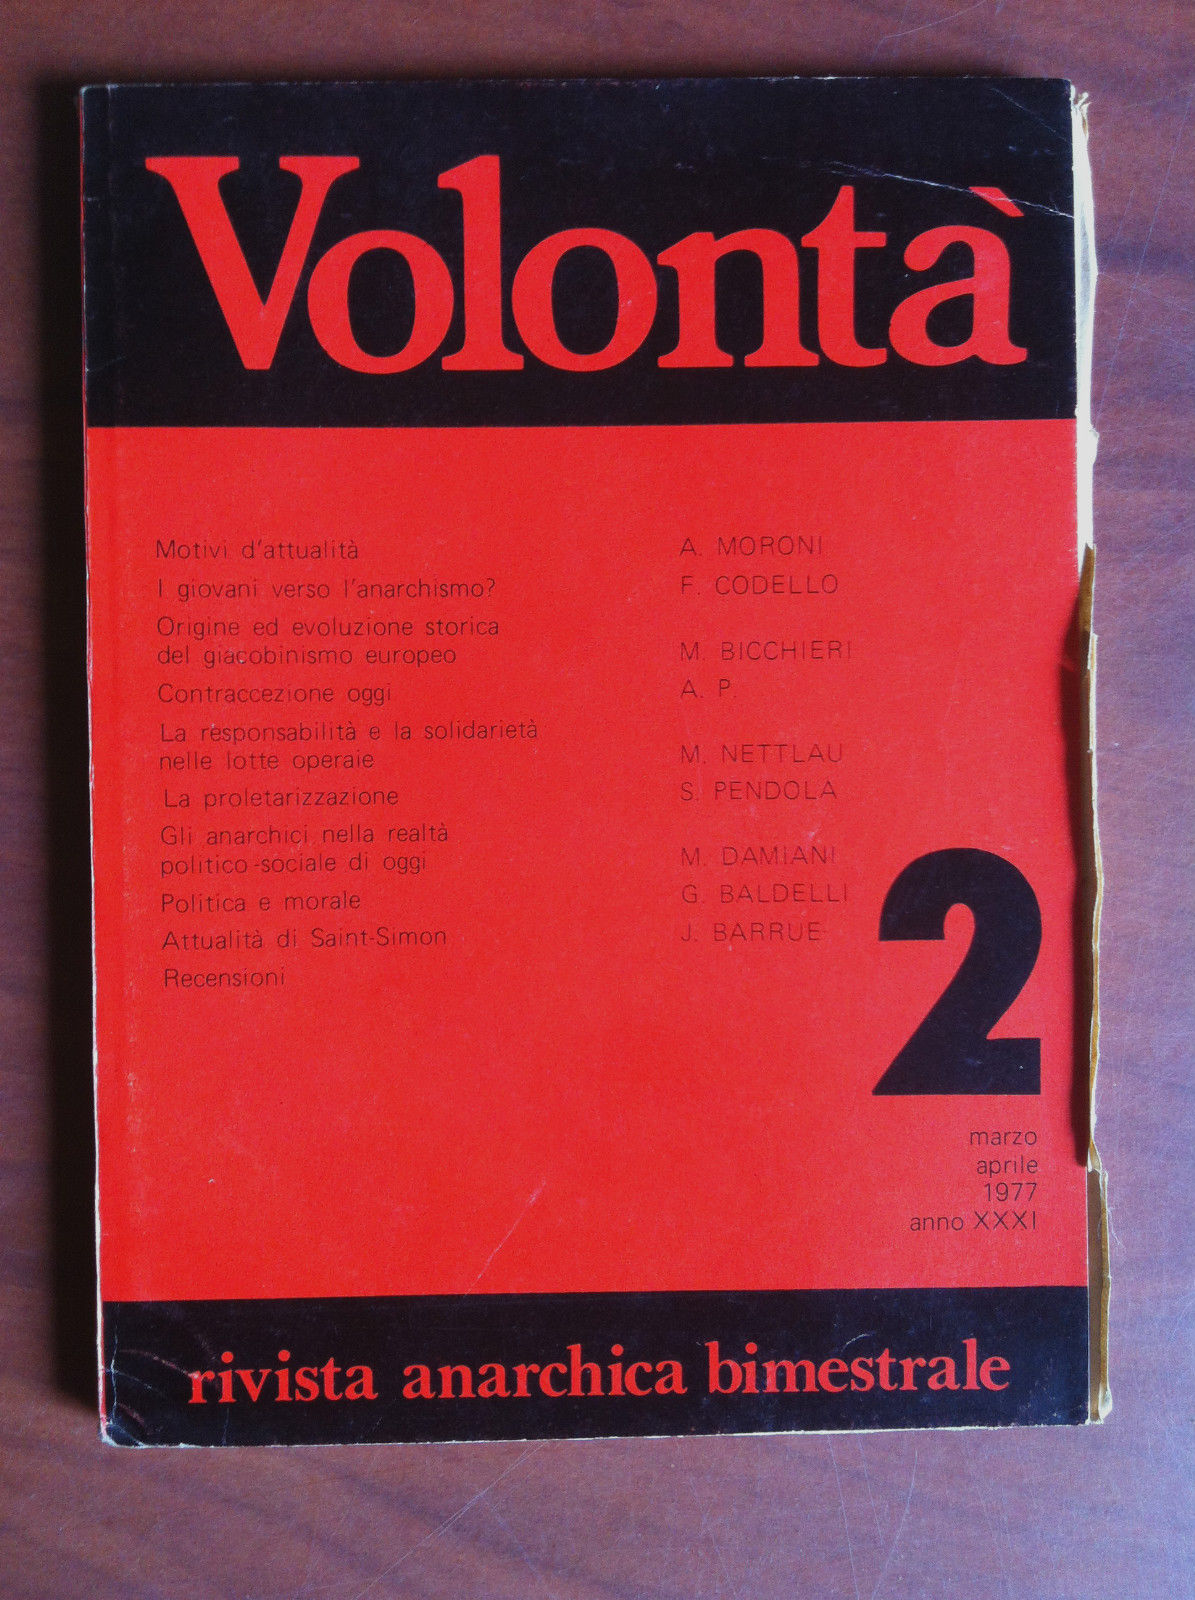 Volontà
Motivi d'attualità A. MORONI
I giovani verso l'anarchismo? F. CODELLO
Origine ed evoluzione storica
del giacobinismo europeo M. BICCHIERI
Contraccezione oggi A. P.
La responsabilità e la solidarietà
nelle lotte operaie M. NETTLAU
La proletarizzazione S. PENDOLA
Gli anarchici nella realtà
politico-sociale di oggi M. DAMIANI
Politica e morale G. BALDELLI
Attualità di Saint-Simon J. BARRUE
Recensioni
2
marzo
aprile
1977
anno XXXI
rivista anarchica bimestrale